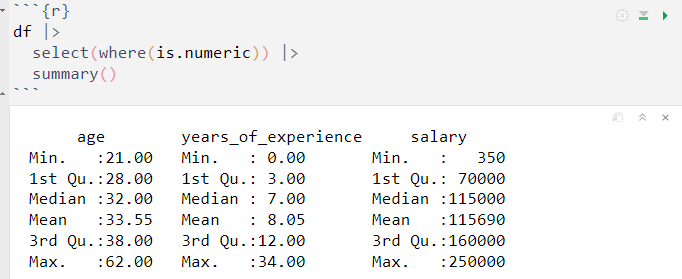 ```{r}
df |>
  select(where(is.numeric)) |>
  summary()
```
      age       years_of_experience     salary
 Min.   :21.00  Min.   : 0.00       Min.   :   350
 1st Qu.:28.00  1st Qu.: 3.00       1st Qu.: 70000
 Median :32.00  Median : 7.00       Median :115000
 Mean   :33.55  Mean   : 8.05       Mean   :115690
 3rd Qu.:38.00  3rd Qu.:12.00       3rd Qu.:160000
 Max.   :62.00  Max.   :34.00       Max.   :250000